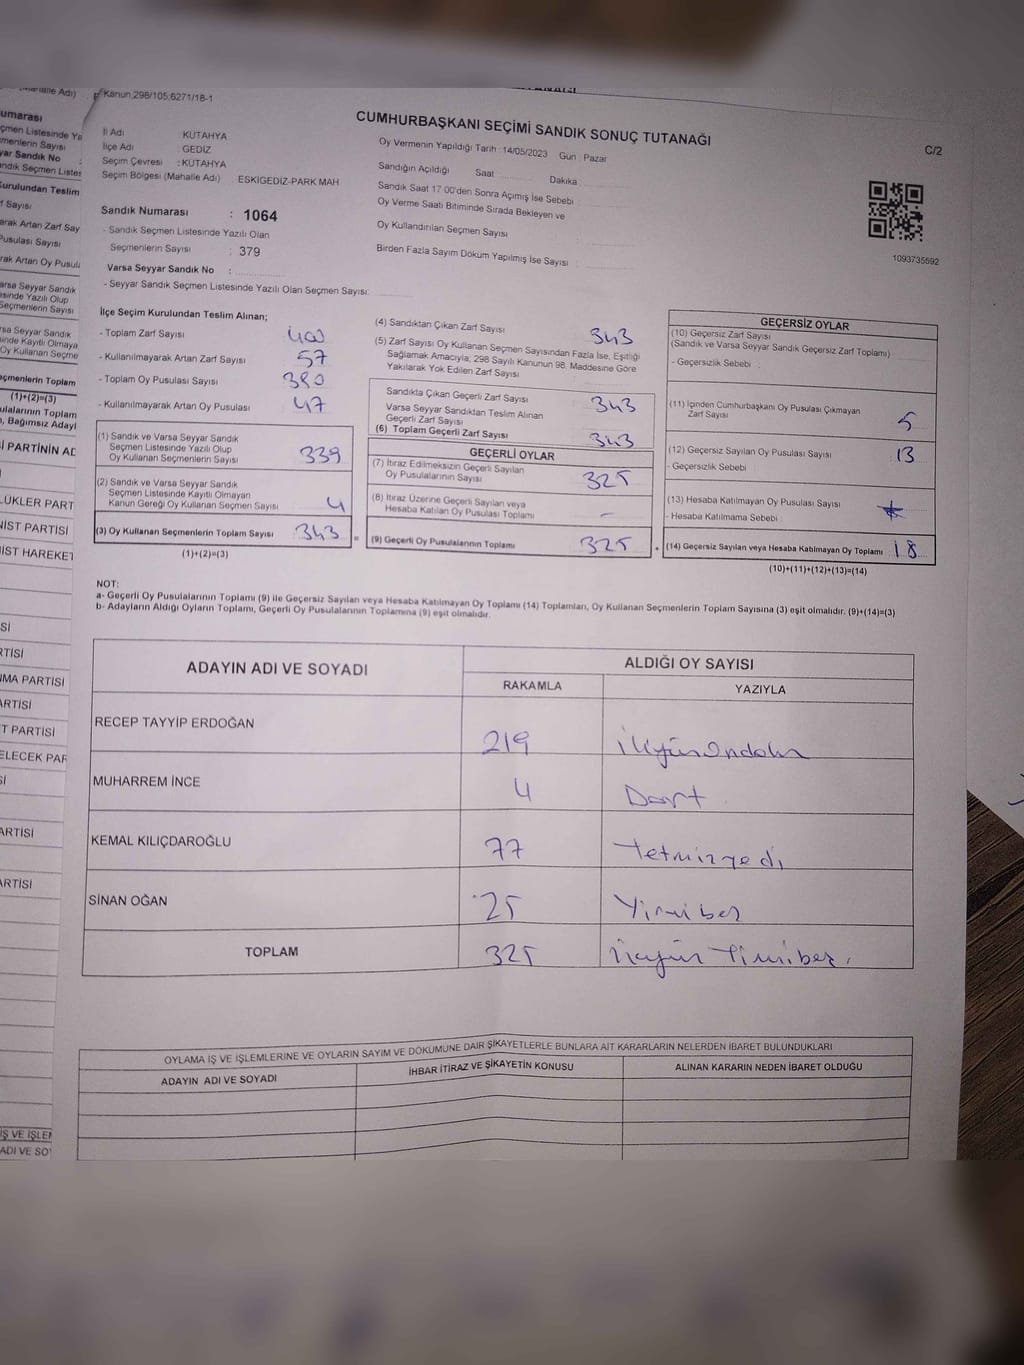 Kanun 298/105,6271/18-1
CUMHURBAŞKANI SEÇİMİ SANDIK SONUÇ TUTANAĞI
C/2
İl Adı : KÜTAHYA
İlçe Adı : GEDİZ
Seçim Çevresi : KÜTAHYA
Seçim Bölgesi (Mahalle Adı) : ESKİGEDİZ-PARK MAH
Oy Vermenin Yapıldığı Tarih : 14/05/2023 Gün : Pazar
Sandığın Açıldığı Saat Dakika
Sandık Saat 17 00'den Sonra Açımış İse Sebebi
Oy Verme Saati Bitiminde Sırada Bekleyen ve
Oy Kullandırılan Seçmen Sayısı
Birden Fazla Sayım Döküm Yapılmış İse Sayısı
1093735592
Sandık Numarası : 1064
- Sandık Seçmen Listesinde Yazılı Olan
Seçmenlerin Sayısı : 379
Varsa Seyyar Sandık No :
- Seyyar Sandık Seçmen Listesinde Yazılı Olan Seçmen Sayısı:
İlçe Seçim Kurulundan Teslim Alınan;
- Toplam Zarf Sayısı 400
- Kullanılmayarak Artan Zarf Sayısı 57
- Toplam Oy Pusulası Sayısı 380
- Kullanılmayarak Artan Oy Pusulası 47
(1) Sandık ve Varsa Seyyar Sandık
Seçmen Listesinde Yazılı Olup
Oy Kullanan Seçmenlerin Sayısı 339
(2) Sandık ve Varsa Seyyar Sandık
Seçmen Listesinde Kayıtlı Olmayan
Kanun Gereği Oy Kullanan Seçmen Sayısı 4
(3) Oy Kullanan Seçmenlerin Toplam Sayısı 343
(1)+(2)=(3)
(4) Sandıktan Çıkan Zarf Sayısı 343
(5) Zarf Sayısı Oy Kullanan Seçmen Sayısından Fazla İse, Eşitliği
Sağlamak Amacıyla; 298 Sayılı Kanunun 98. Maddesine Göre
Yakılarak Yok Edilen Zarf Sayısı
Sandıkta Çıkan Geçerli Zarf Sayısı 343
Varsa Seyyar Sandıktan Teslim Alınan
Geçerli Zarf Sayısı
(6) Toplam Geçerli Zarf Sayısı 343
GEÇERLİ OYLAR
(7) İtiraz Edilmeksizin Geçerli Sayılan
Oy Pusulalarının Sayısı 325
(8) İtiraz Üzerine Geçerli Sayılan veya
Hesaba Katılan Oy Pusulası Toplamı -
(9) Geçerli Oy Pusulalarının Toplamı 325
GEÇERSİZ OYLAR
(10) Geçersiz Zarf Sayısı
(Sandık ve Varsa Seyyar Sandık Geçersiz Zarf Toplamı)
- Geçersizlik Sebebi
(11) İçinden Cumhurbaşkanı Oy Pusulası Çıkmayan
Zarf Sayısı 5
(12) Geçersiz Sayılan Oy Pusulası Sayısı 13
- Geçersizlik Sebebi
(13) Hesaba Katılmayan Oy Pusulası Sayısı
- Hesaba Katılmama Sebebi
(14) Geçersiz Sayılan veya Hesaba Katılmayan Oy Toplamı 18
(10)+(11)+(12)+(13)=(14)
NOT:
a- Geçerli Oy Pusulalarının Toplamı (9) ile Geçersiz Sayılan veya Hesaba Katılmayan Oy Toplamı (14) Toplamları, Oy Kullanan Seçmenlerin Toplam Sayısına (3) eşit olmalıdır. (9)+(14)=(3)
b- Adayların Aldığı Oyların Toplamı, Geçerli Oy Pusulalarının Toplamına (9) eşit olmalıdır.
ADAYIN ADI VE SOYADI
ALDIĞI OY SAYISI
RAKAMLA YAZIYLA
RECEP TAYYİP ERDOĞAN 219
MUHARREM İNCE 4 Dört
KEMAL KILIÇDAROĞLU 77 Yetmişyedi
SİNAN OĞAN 25 Yirmibeş
TOPLAM 325 Üçyüz Yirmibeş
OYLAMA İŞ VE İŞLEMLERİNE VE OYLARIN SAYIM VE DÖKÜMÜNE DAİR ŞİKAYETLERLE BUNLARA AİT KARARLARIN NELERDEN İBARET BULUNDUKLARI
ADAYIN ADI VE SOYADI İHBAR İTİRAZ VE ŞİKAYETİN KONUSU ALINAN KARARIN NEDEN İBARET OLDUĞU